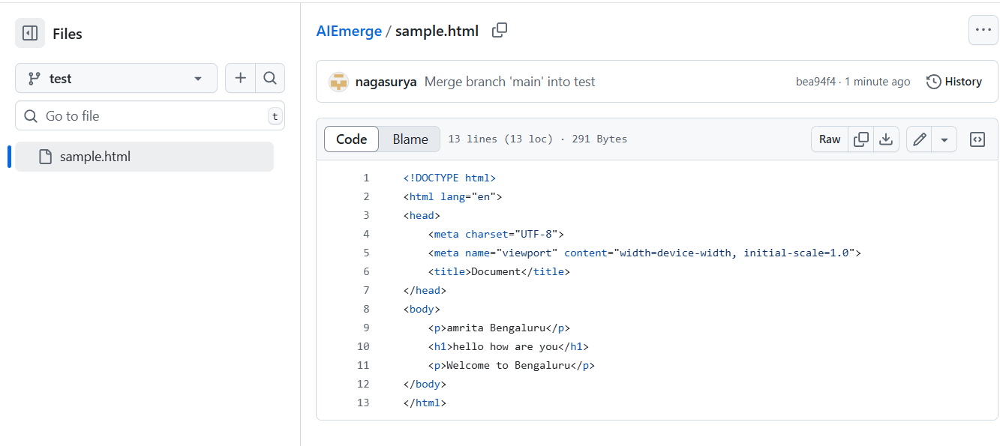 Files
test
Go to file
t
sample.html
AIEmerge / sample.html
nagasurya Merge branch 'main' into test
bea94f4 · 1 minute ago
History
Code
Blame
13 lines (13 loc) · 291 Bytes
Raw
1 <!DOCTYPE html>
2 <html lang="en">
3 <head>
4     <meta charset="UTF-8">
5     <meta name="viewport" content="width=device-width, initial-scale=1.0">
6     <title>Document</title>
7 </head>
8 <body>
9     <p>amrita Bengaluru</p>
10     <h1>hello how are you</h1>
11     <p>Welcome to Bengaluru</p>
12 </body>
13 </html>